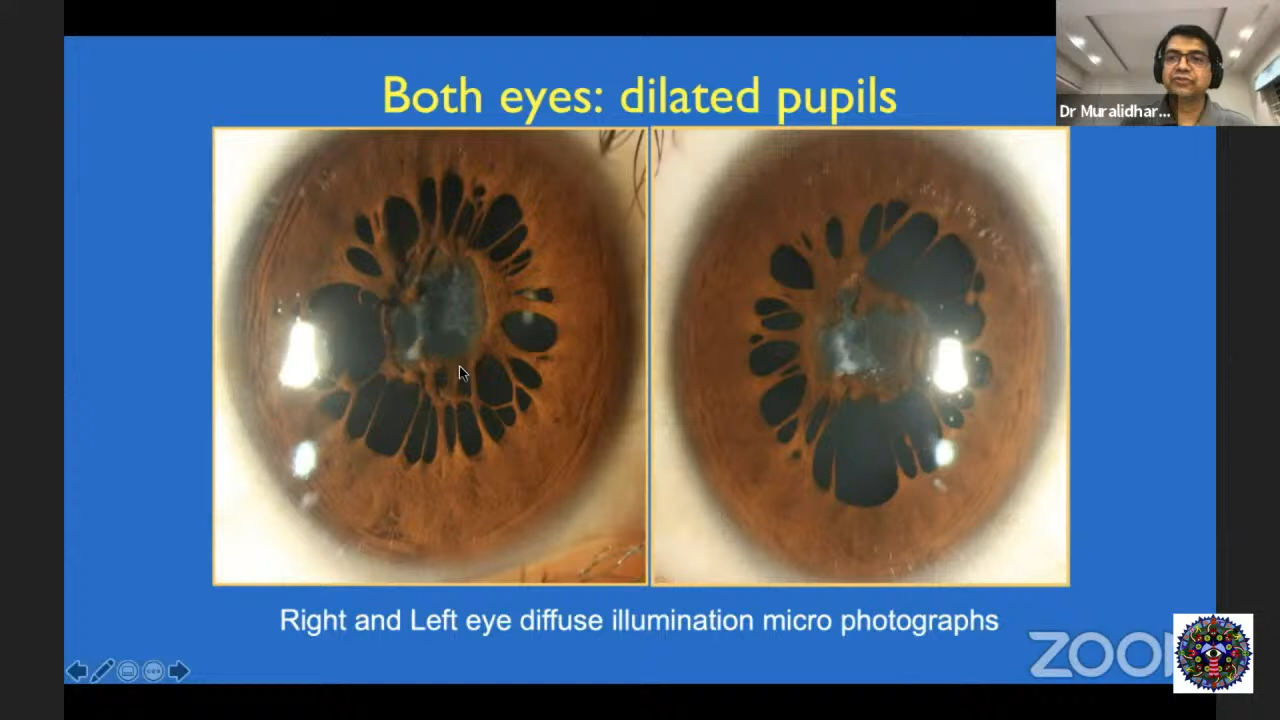 Both eyes: dilated pupils
Dr Muralidhar...
Right and Left eye diffuse illumination micro photographs